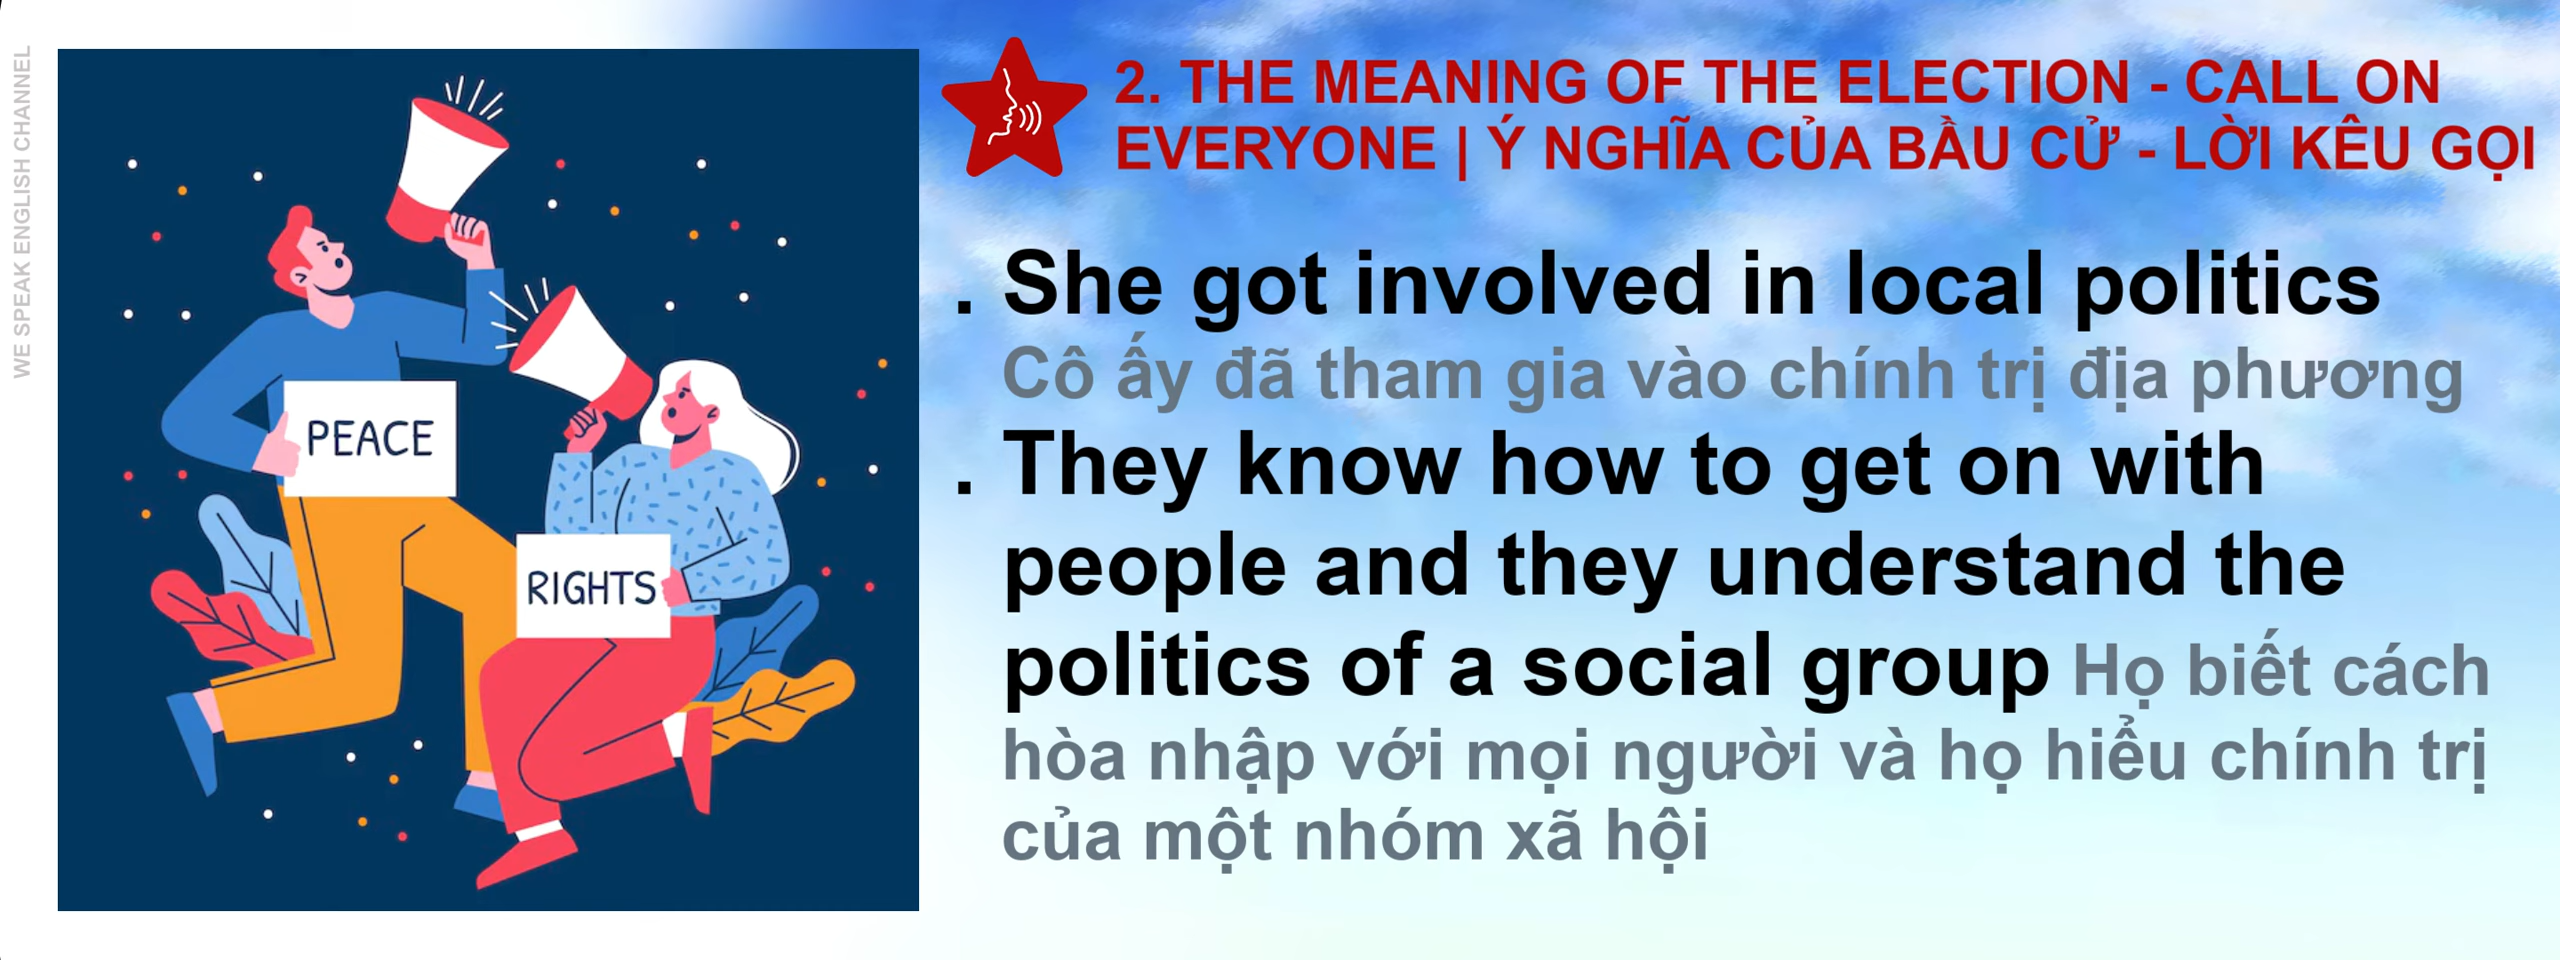 WE SPEAK ENGLISH CHANNEL
PEACE
RIGHTS
2. THE MEANING OF THE ELECTION - CALL ON
EVERYONE | Ý NGHĨA CỦA BẦU CỬ - LỜI KÊU GỌI
. She got involved in local politics
Cô ấy đã tham gia vào chính trị địa phương
. They know how to get on with
people and they understand the
politics of a social group Họ biết cách
hòa nhập với mọi người và họ hiểu chính trị
của một nhóm xã hội